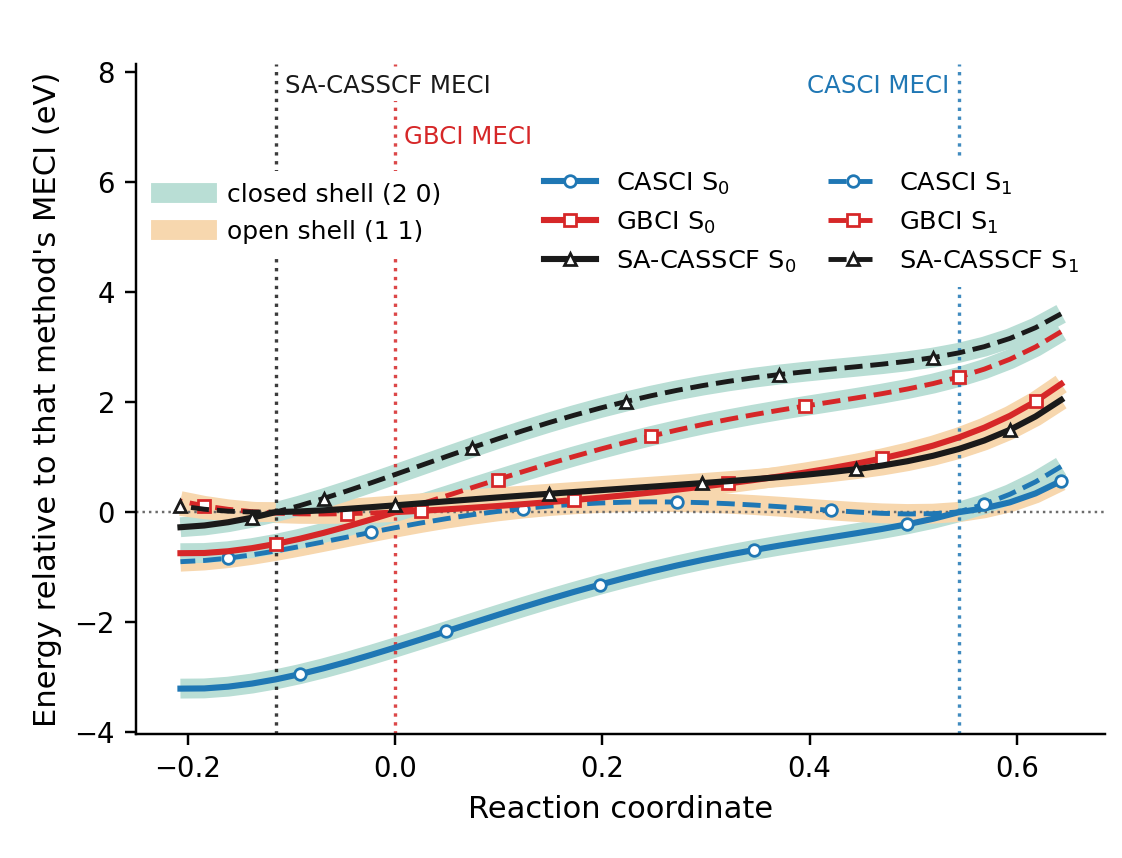 SA-CASSCF MECI
CASCI MECI
GBCI MECI
closed shell (2 0)
open shell (1 1)
CASCI S₀
GBCI S₀
SA-CASSCF S₀
CASCI S₁
GBCI S₁
SA-CASSCF S₁
Energy relative to that method's MECI (eV)
8
6
4
2
0
−2
−4
−0.2
0.0
0.2
0.4
0.6
Reaction coordinate